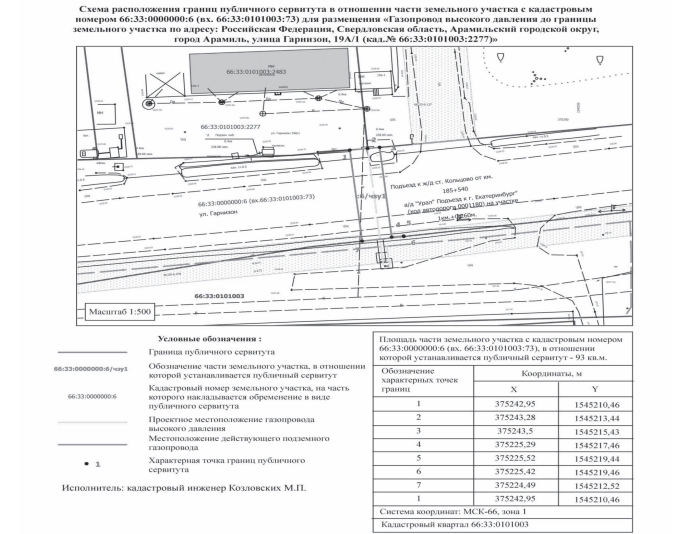 Схема расположения границ публичного сервитута в отношении части земельного участка с кадастровым
номером 66:33:0000000:6 (вх. 66:33:0101003:73) для размещения «Газопровод высокого давления до границы
земельного участка по адресу: Российская Федерация, Свердловская область, Арамильский городской округ,
город Арамиль, улица Гарнизон, 19А/1 (кад.№ 66:33:0101003:2277)»
66:33:0101003:2483
66:33:0101003:2277
:6/чзу1
66:33:0000000:6 (вх.66:33:0101003:73)
ул. Гарнизон
Подъезд к ж/д ст. Кольцово от км.
185+540
а/д "Урал" Подъезд к г. Екатеринбург"
(код автодороги 0001180) на участке
66:33:0101003
Масштаб 1:500
Условные обозначения :
Граница публичного сервитута
66:33:0000000:6/чзу1 Обозначение части земельного участка, в отношении
которой устанавливается публичный сервитут
66:33:0000000:6 Кадастровый номер земельного участка, на часть
которого накладывается обременение в виде
публичного сервитута
Проектное местоположение газопровода
высокого давления
Местоположение действующего подземного
газопровода
• 1 Характерная точка границ публичного
сервитута
Исполнитель: кадастровый инженер Козловских М.П.
Площадь части земельного участка с кадастровым номером
66:33:0000000:6 (вх. 66:33:0101003:73), в отношении
которой устанавливается публичный сервитут - 93 кв.м.
Обозначение
характерных точек
границ
Координаты, м
X Y
1 375242,95 1545210,46
2 375243,28 1545213,44
3 375243,5 1545215,43
4 375225,29 1545217,46
5 375225,52 1545219,44
6 375225,42 1545219,46
7 375224,49 1545212,52
1 375242,95 1545210,46
Система координат: МСК-66, зона 1
Кадастровый квартал 66:33:0101003